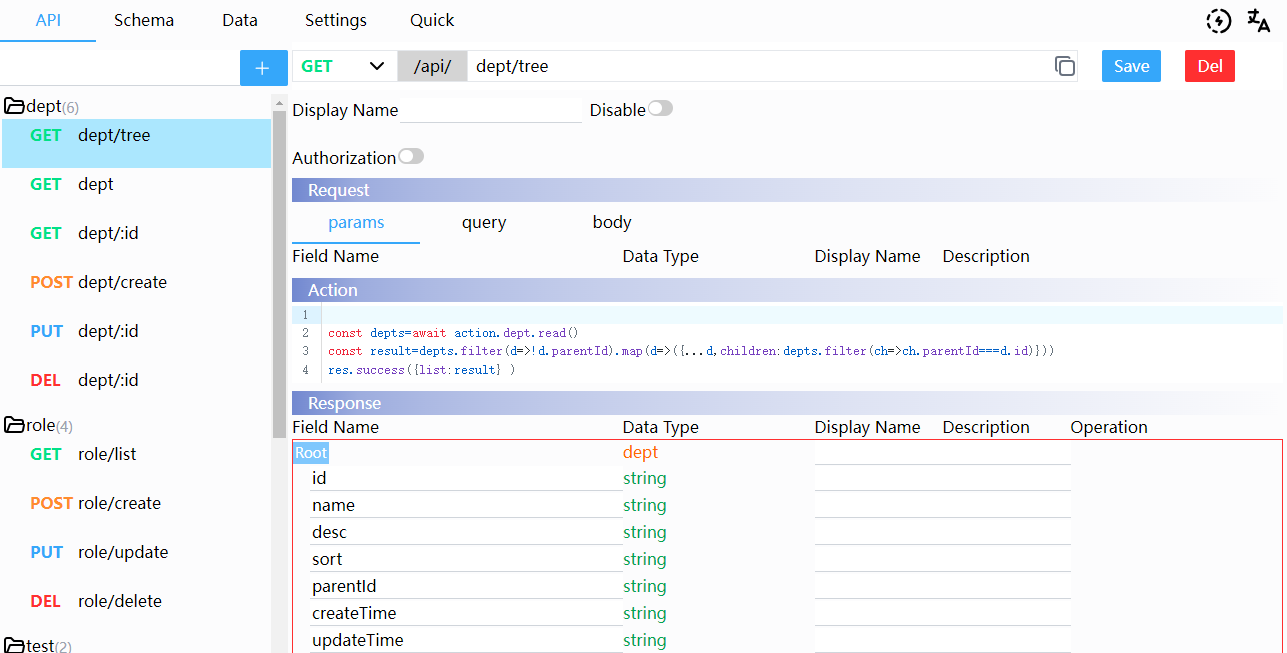 API Schema Data Settings Quick
+ GET /api/ dept/tree Save Del
dept(6)
GET dept/tree
GET dept
GET dept/:id
POST dept/create
PUT dept/:id
DEL dept/:id
role(4)
GET role/list
POST role/create
PUT role/update
DEL role/delete
test(2)
Display Name Disable
Authorization
Request
params query body
Field Name Data Type Display Name Description
Action
1
2 const depts=await action.dept.read()
3 const result=depts.filter(d=>!d.parentId).map(d=>({...d,children:depts.filter(ch=>ch.parentId===d.id)}))
4 res.success({list:result} )
Response
Field Name Data Type Display Name Description Operation
Root dept
id string
name string
desc string
sort string
parentId string
createTime string
updateTime string